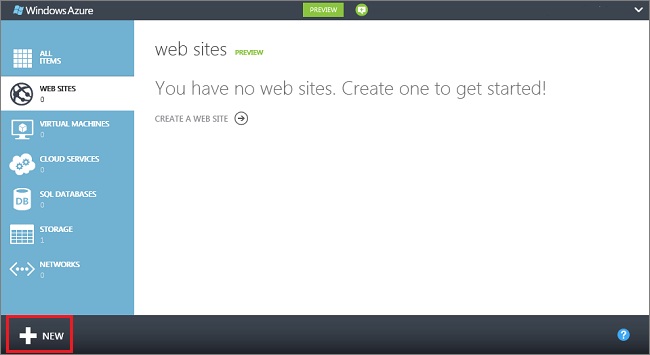 Windows Azure
PREVIEW
ALL
ITEMS
WEB SITES
0
VIRTUAL MACHINES
0
CLOUD SERVICES
0
DB
SQL DATABASES
0
STORAGE
1
NETWORKS
0
web sites PREVIEW
You have no web sites. Create one to get started!
CREATE A WEB SITE
NEW
?